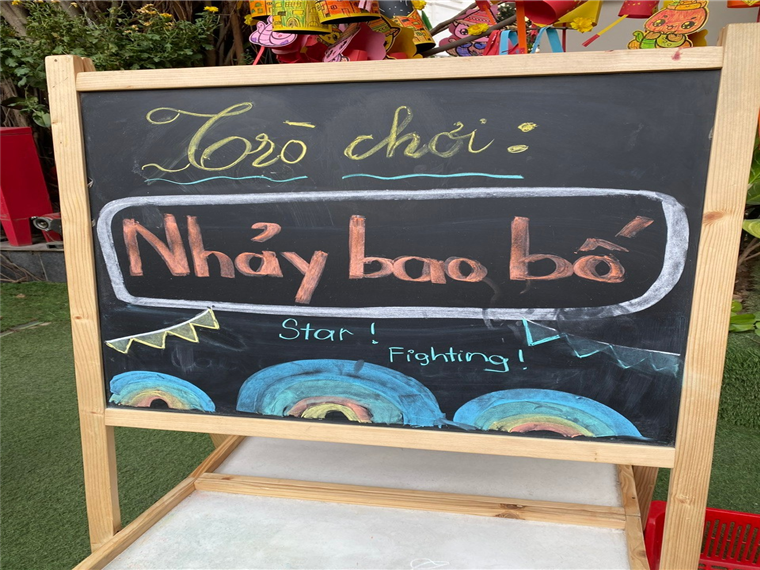 Trò chơi:
Nhảy bao bố
Star!
Fighting!